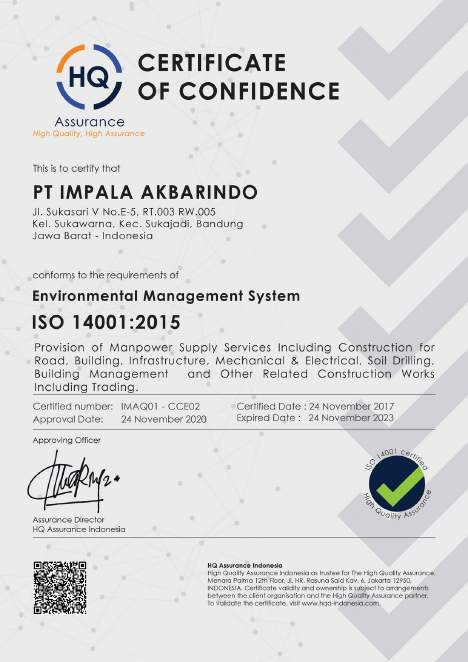 HQ
Assurance
High Quality, High Assurance
CERTIFICATE
OF CONFIDENCE
This is to certify that
PT IMPALA AKBARINDO
Jl. Sukasari V No.E-5, RT.003 RW.005
Kel. Sukawarna, Kec. Sukajadi, Bandung
Jawa Barat - Indonesia
conforms to the requirements of
Environmental Management System
ISO 14001:2015
Provision of Manpower Supply Services Including Construction for
Road, Building, Infrastructure, Mechanical & Electrical, Soil Drilling,
Building Management and Other Related Construction Works
Including Trading.
Certified number: IMAQ01 - CCE02
Certified Date : 24 November 2017
Approval Date: 24 November 2020
Expired Date : 24 November 2023
Approving Officer
Assurance Director
HQ Assurance Indonesia
ISO 14001 certified
High Quality Assurance
HQ Assurance Indonesia
High Quality Assurance Indonesia as trustee for The High Quality Assurance,
Menara Palma 12th Floor, Jl. HR. Rasuna Said Kav. 6, Jakarta 12950,
INDONESIA. Certificate validity and ownership is subject to arrangements
between the client organisation and the High Quality Assurance partner.
To validate the certificate, visit www.hqa-indonesia.com.